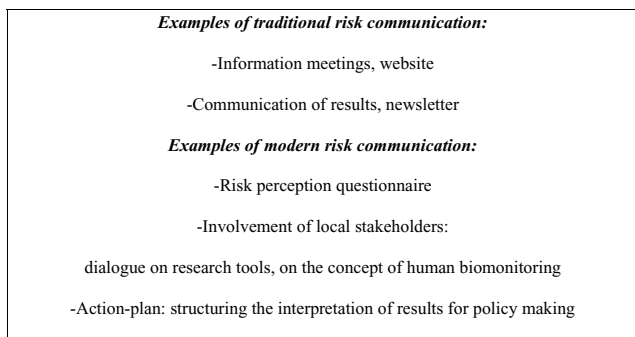 Examples of traditional risk communication:
-Information meetings, website
-Communication of results, newsletter
Examples of modern risk communication:
-Risk perception questionnaire
-Involvement of local stakeholders:
dialogue on research tools, on the concept of human biomonitoring
-Action-plan: structuring the interpretation of results for policy making